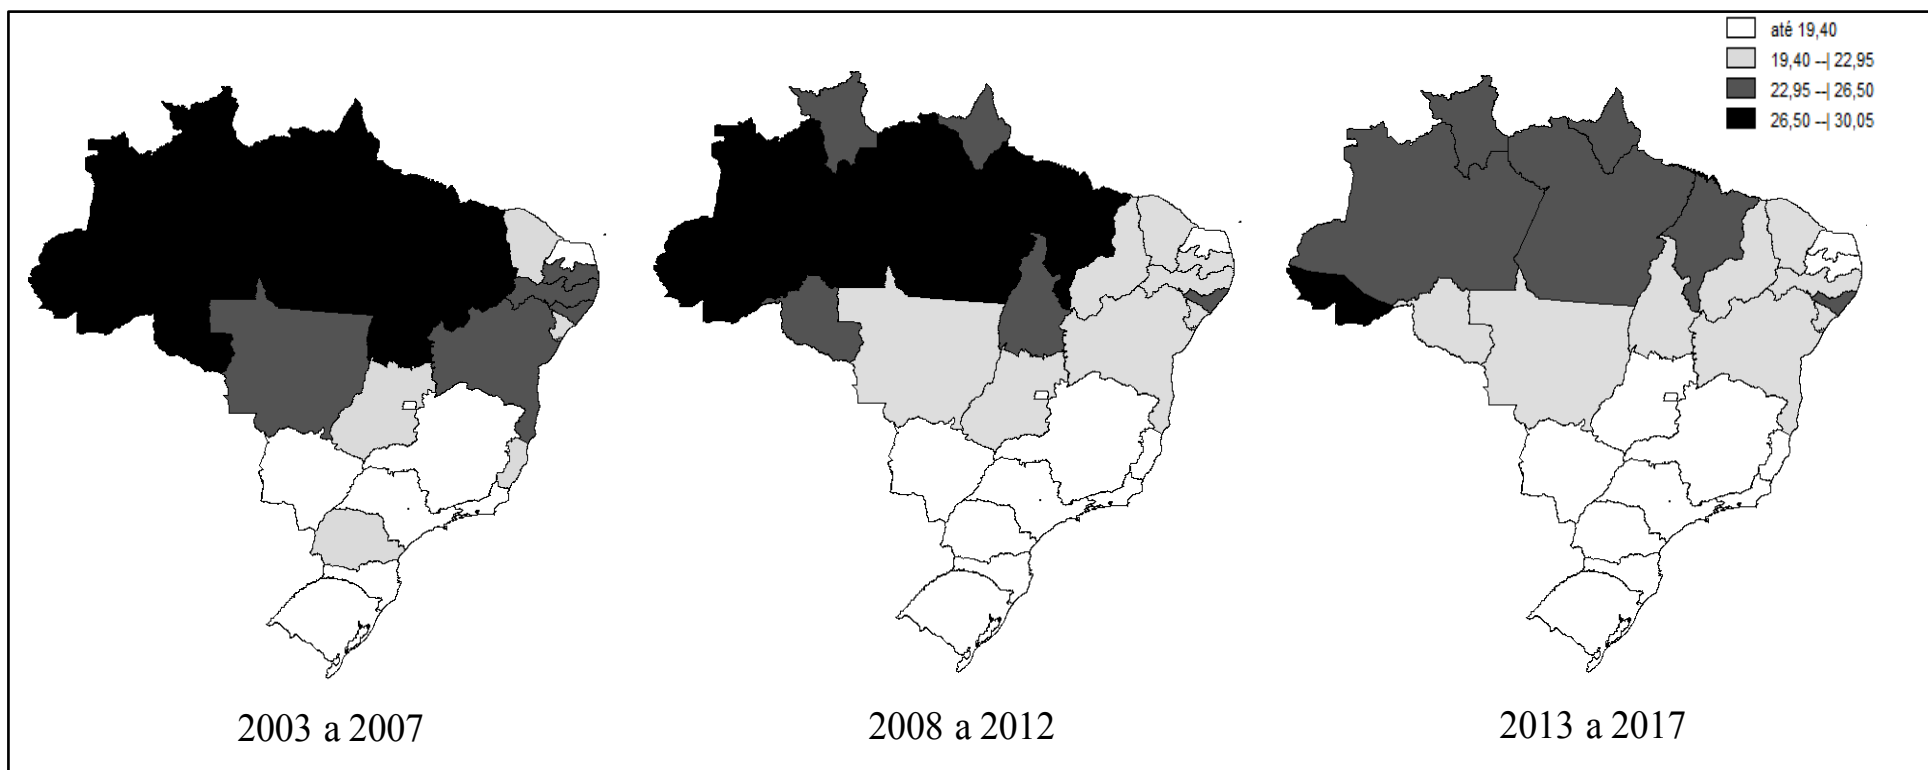 até 19,40
19,40 --| 22,95
22,95 --| 26,50
26,50 --| 30,05
2003 a 2007
2008 a 2012
2013 a 2017